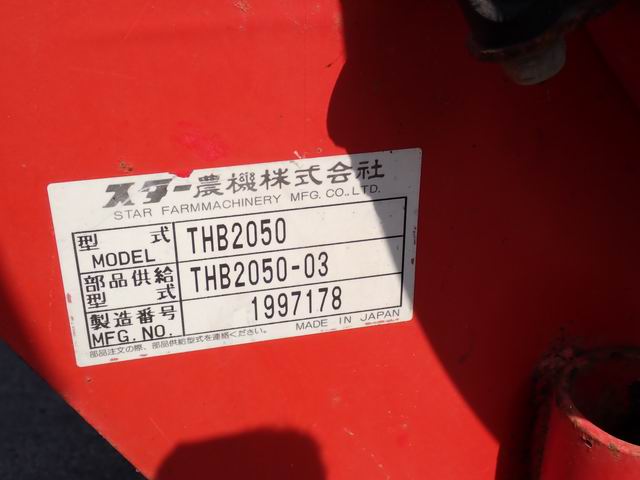 スター農機株式会社
STAR FARMMACHINERY MFG. CO., LTD.
型式 THB2050
MODEL
部品供給 THB2050-03
型式
製造番号 1997178
MFG. NO.
MADE IN JAPAN
部品注文の際、部品供給型式を連絡ください。